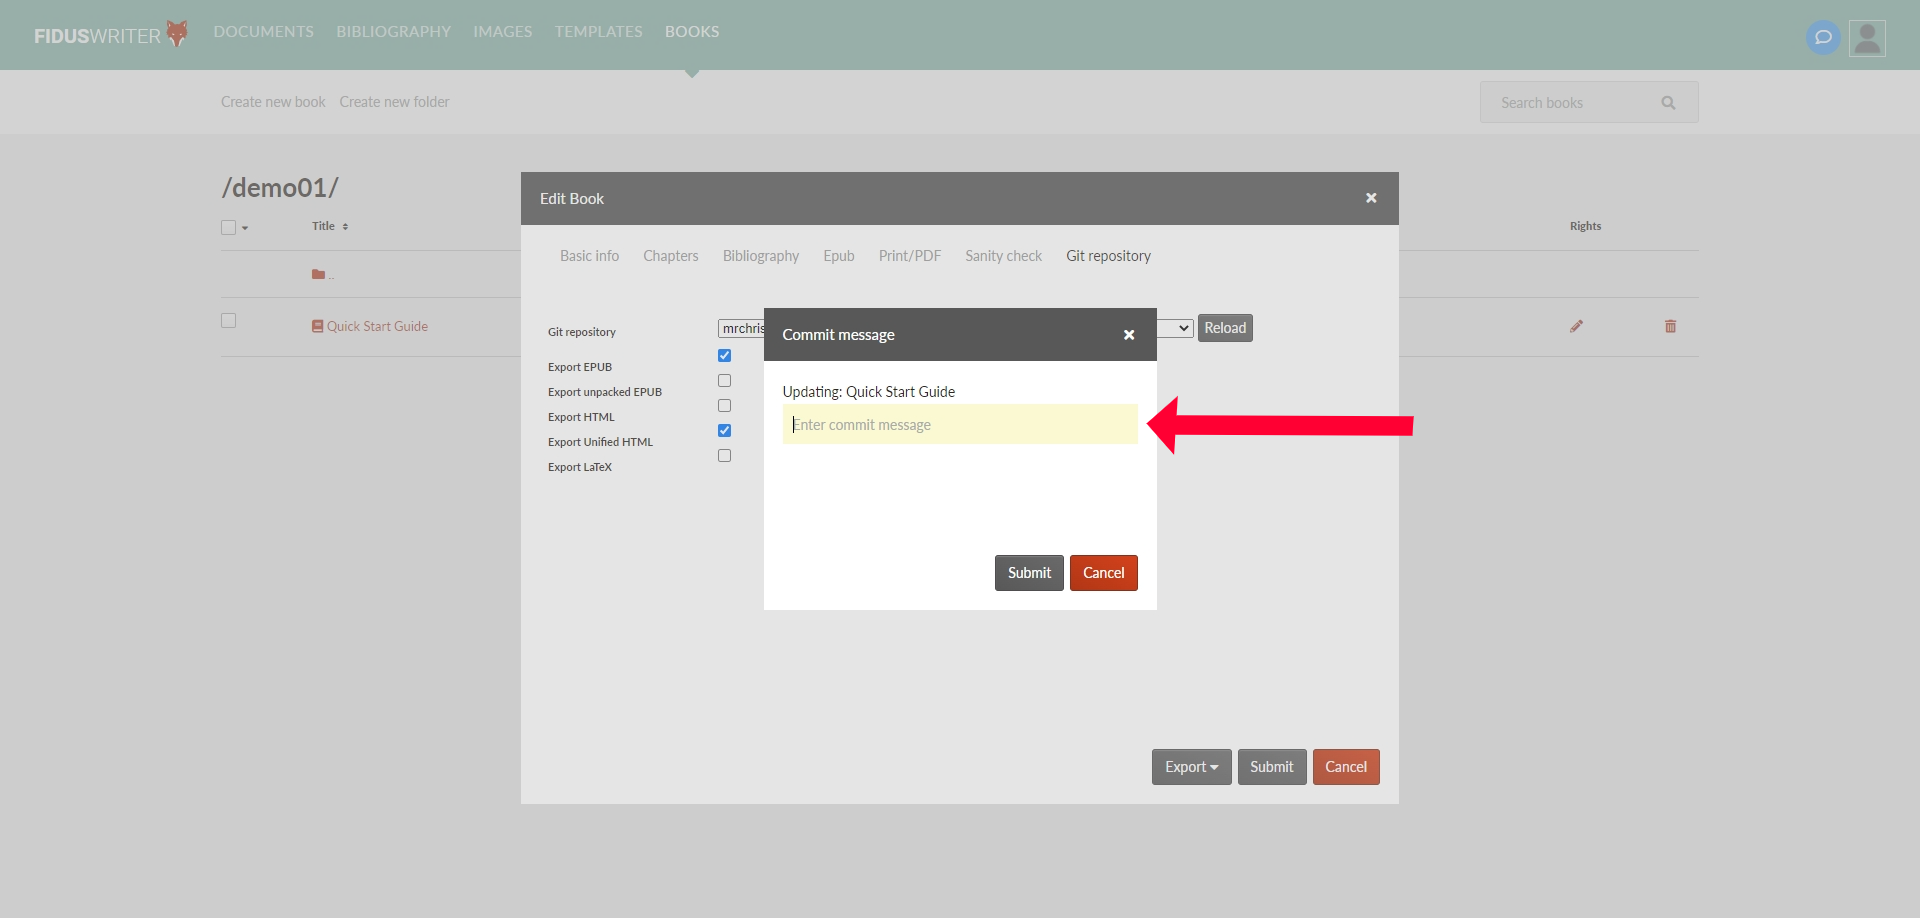 FIDUSWRITER DOCUMENTS BIBLIOGRAPHY IMAGES TEMPLATES BOOKS
Create new book Create new folder Search books
/demo01/
Title Rights
..
Quick Start Guide
Edit Book
Basic info Chapters Bibliography Epub Print/PDF Sanity check Git repository
Git repository mrchris Reload
Export EPUB
Export unpacked EPUB
Export HTML
Export Unified HTML
Export LaTeX
Commit message
Updating: Quick Start Guide
Enter commit message
Submit Cancel
Export Submit Cancel